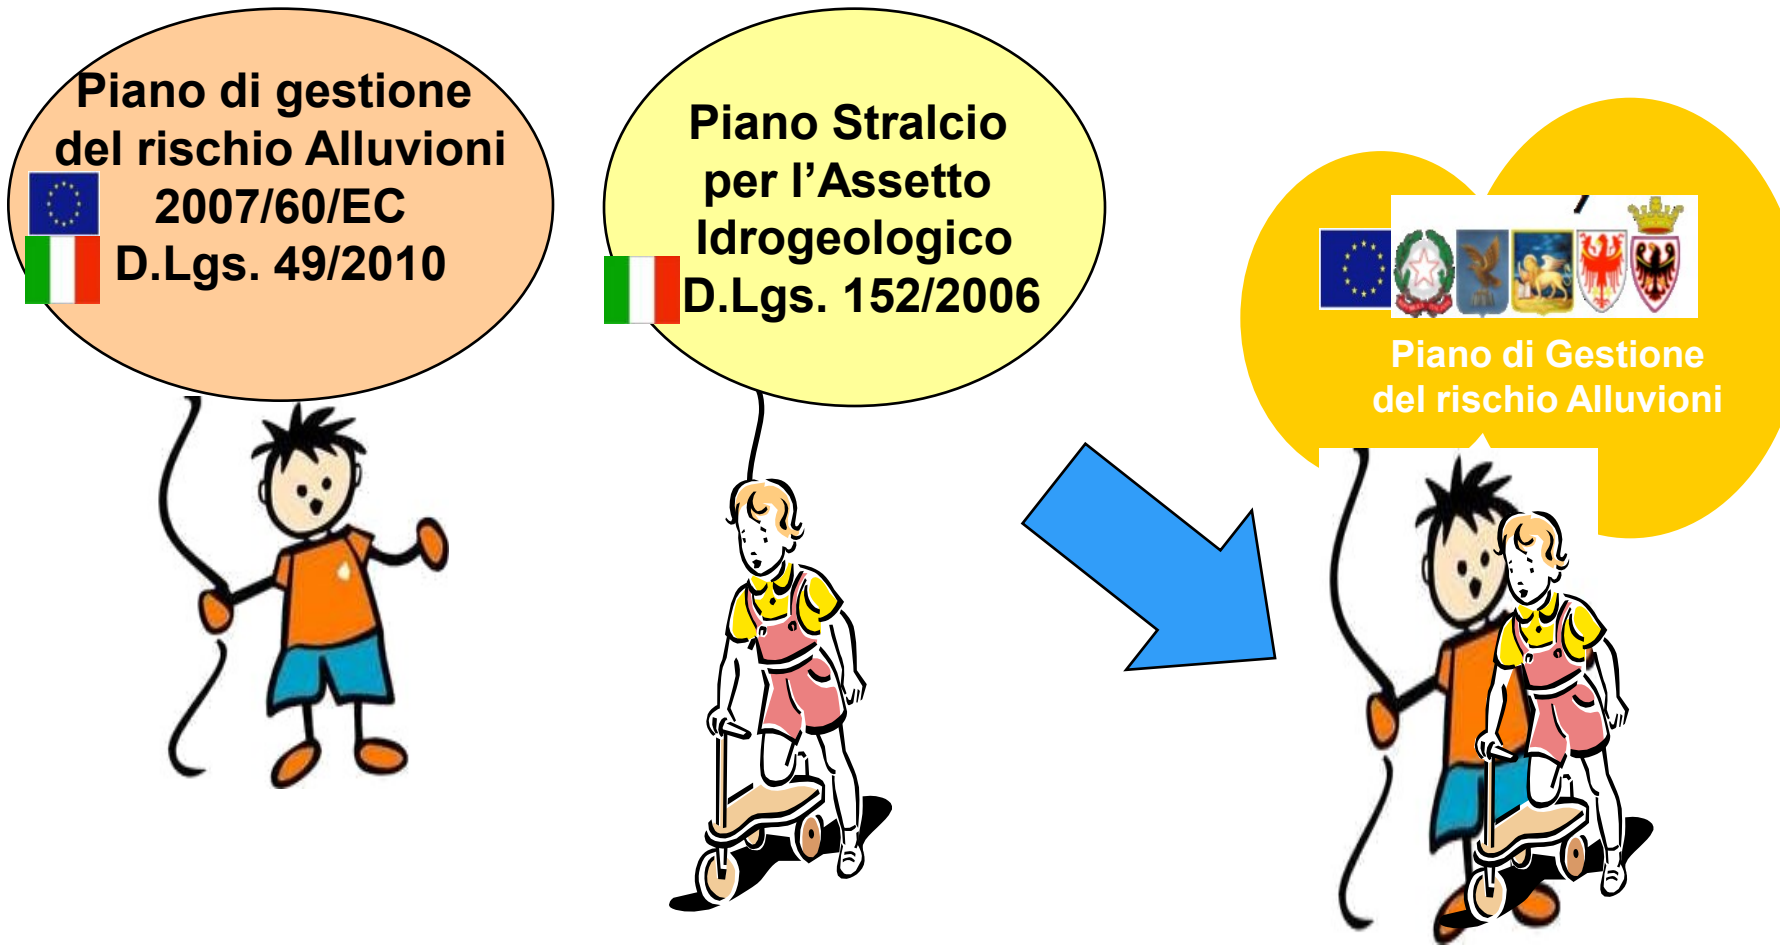 Piano di gestione
del rischio Alluvioni
2007/60/EC
D.Lgs. 49/2010
Piano Stralcio
per l’Assetto
Idrogeologico
D.Lgs. 152/2006
Piano di Gestione
del rischio Alluvioni